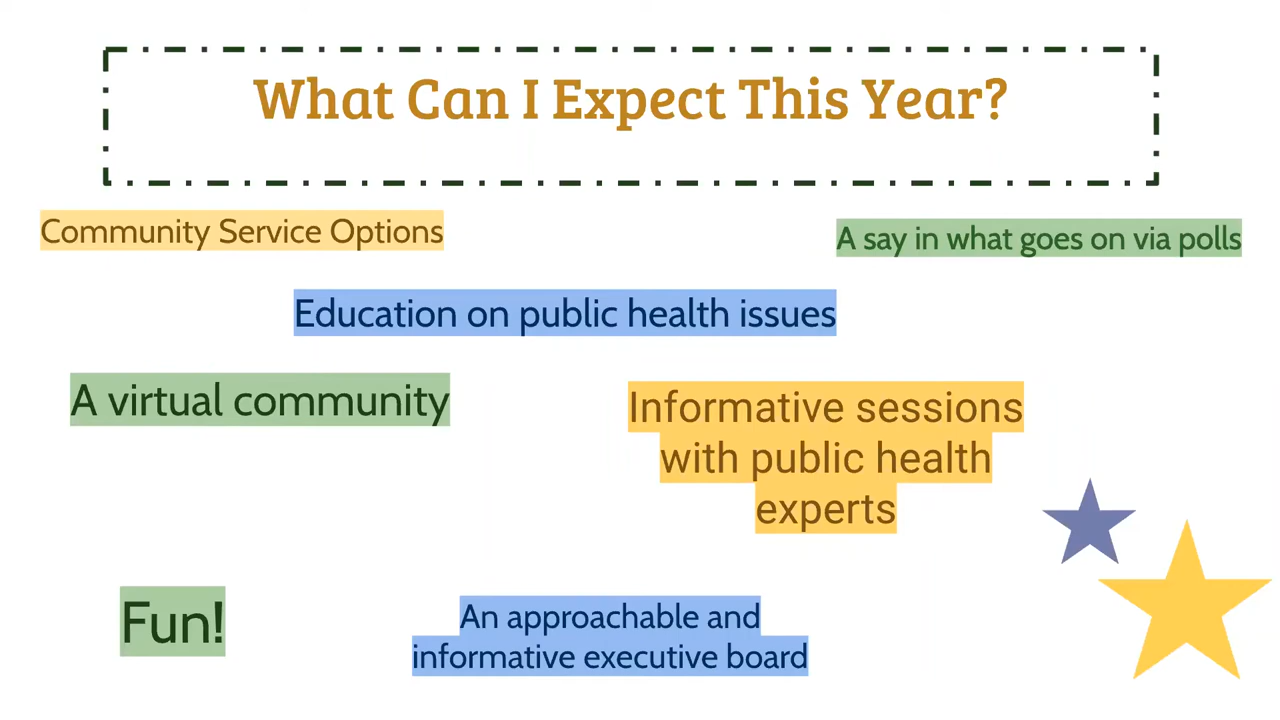 What Can I Expect This Year?
Community Service Options
A say in what goes on via polls
Education on public health issues
A virtual community
Informative sessions
with public health
experts
Fun!
An approachable and
informative executive board